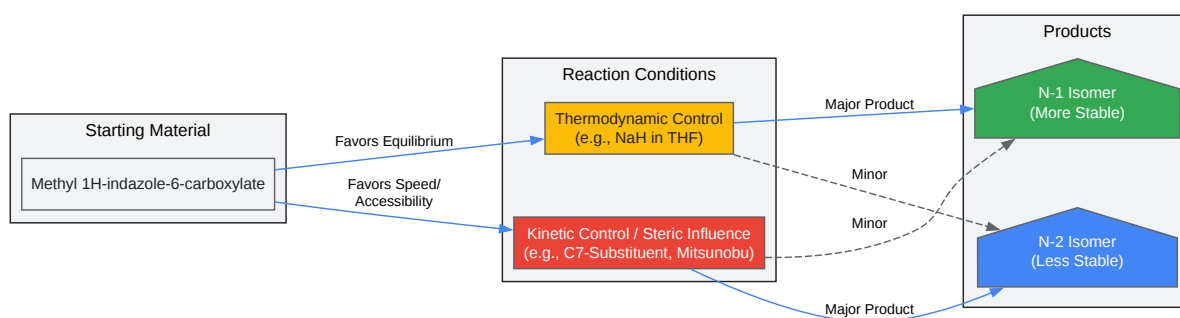 Products
Reaction Conditions
N-1 Isomer
(More Stable)
Major Product
Thermodynamic Control
(e.g., NaH in THF)
Starting Material
Favors Equilibrium
Methyl 1H-indazole-6-carboxylate
Favors Speed/
Accessibility
Minor
Minor
Kinetic Control / Steric Influence
(e.g., C7-Substituent, Mitsunobu)
N-2 Isomer
(Less Stable)
Major Product